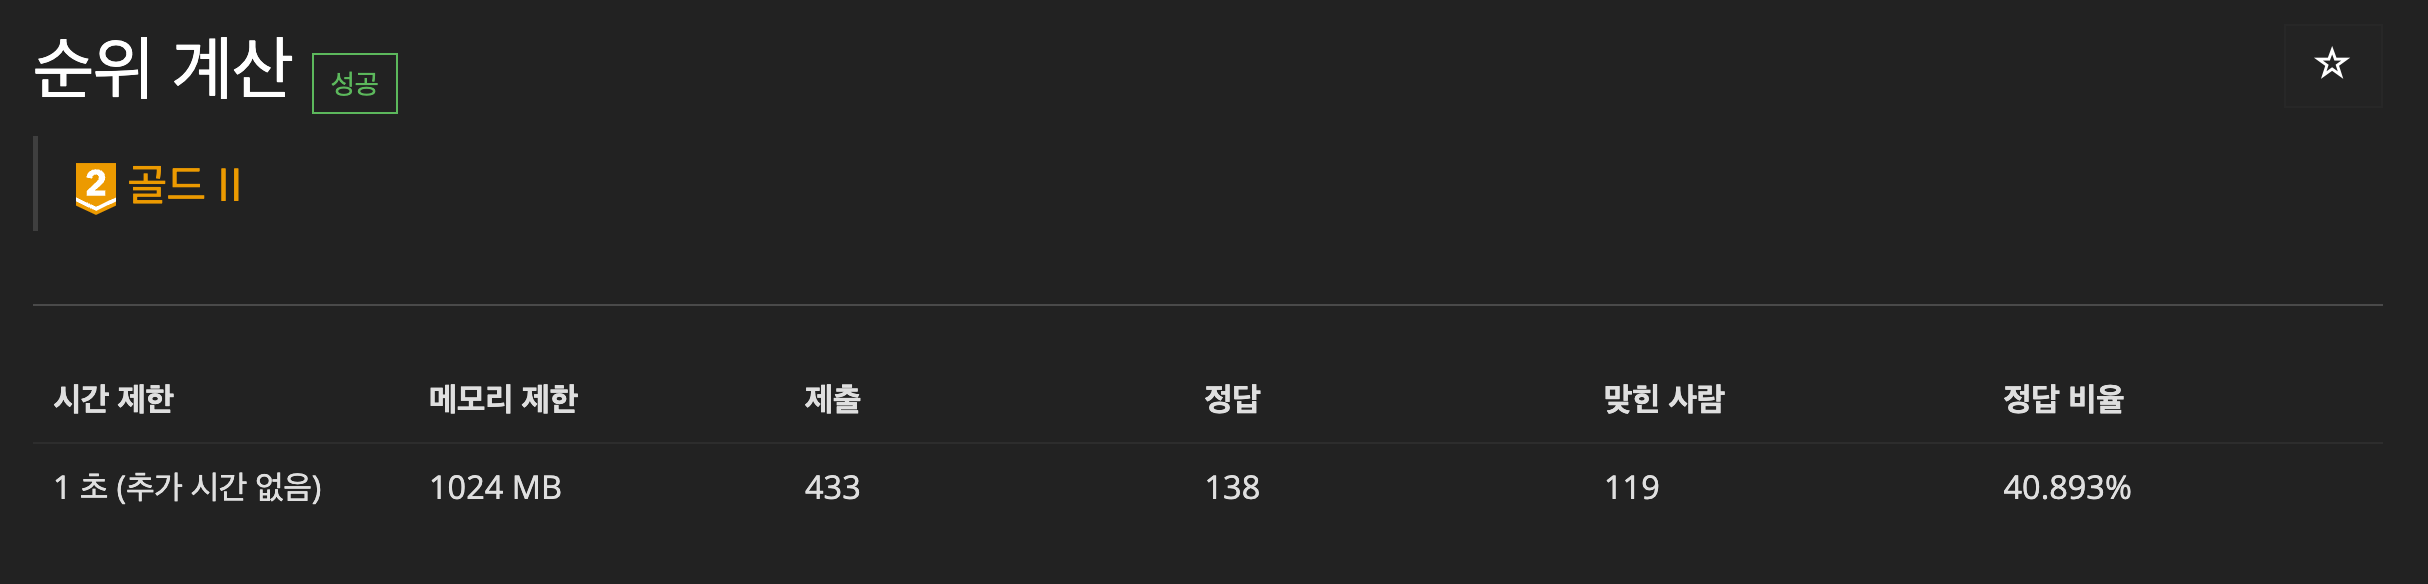 순위 계산 성공
2 골드 II
시간 제한 메모리 제한 제출 정답 맞힌 사람 정답 비율
1 초 (추가 시간 없음) 1024 MB 433 138 119 40.893%